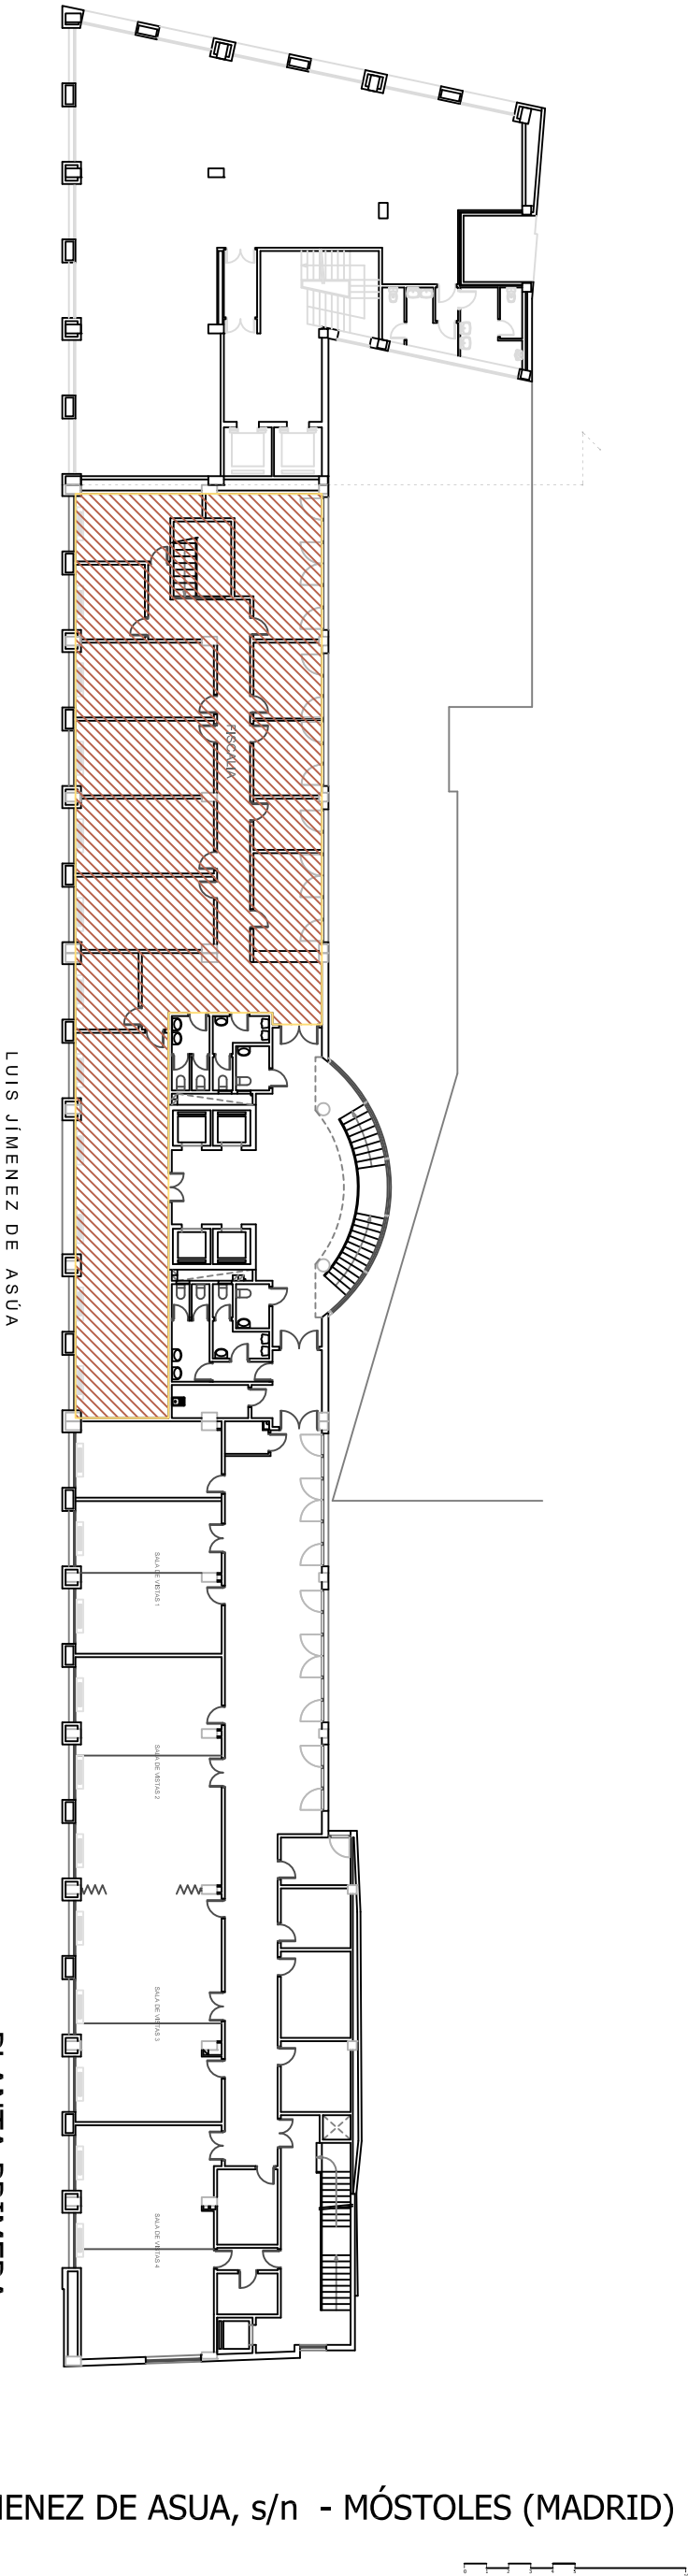 FISCALIA
LUIS JÍMENEZ DE ASÚA
SALA DE VISTAS 1
SALA DE VISTAS 2
SALA DE VISTAS 3
SALA DE VISTAS 4
IENEZ DE ASUA, s/n - MÓSTOLES (MADRID)